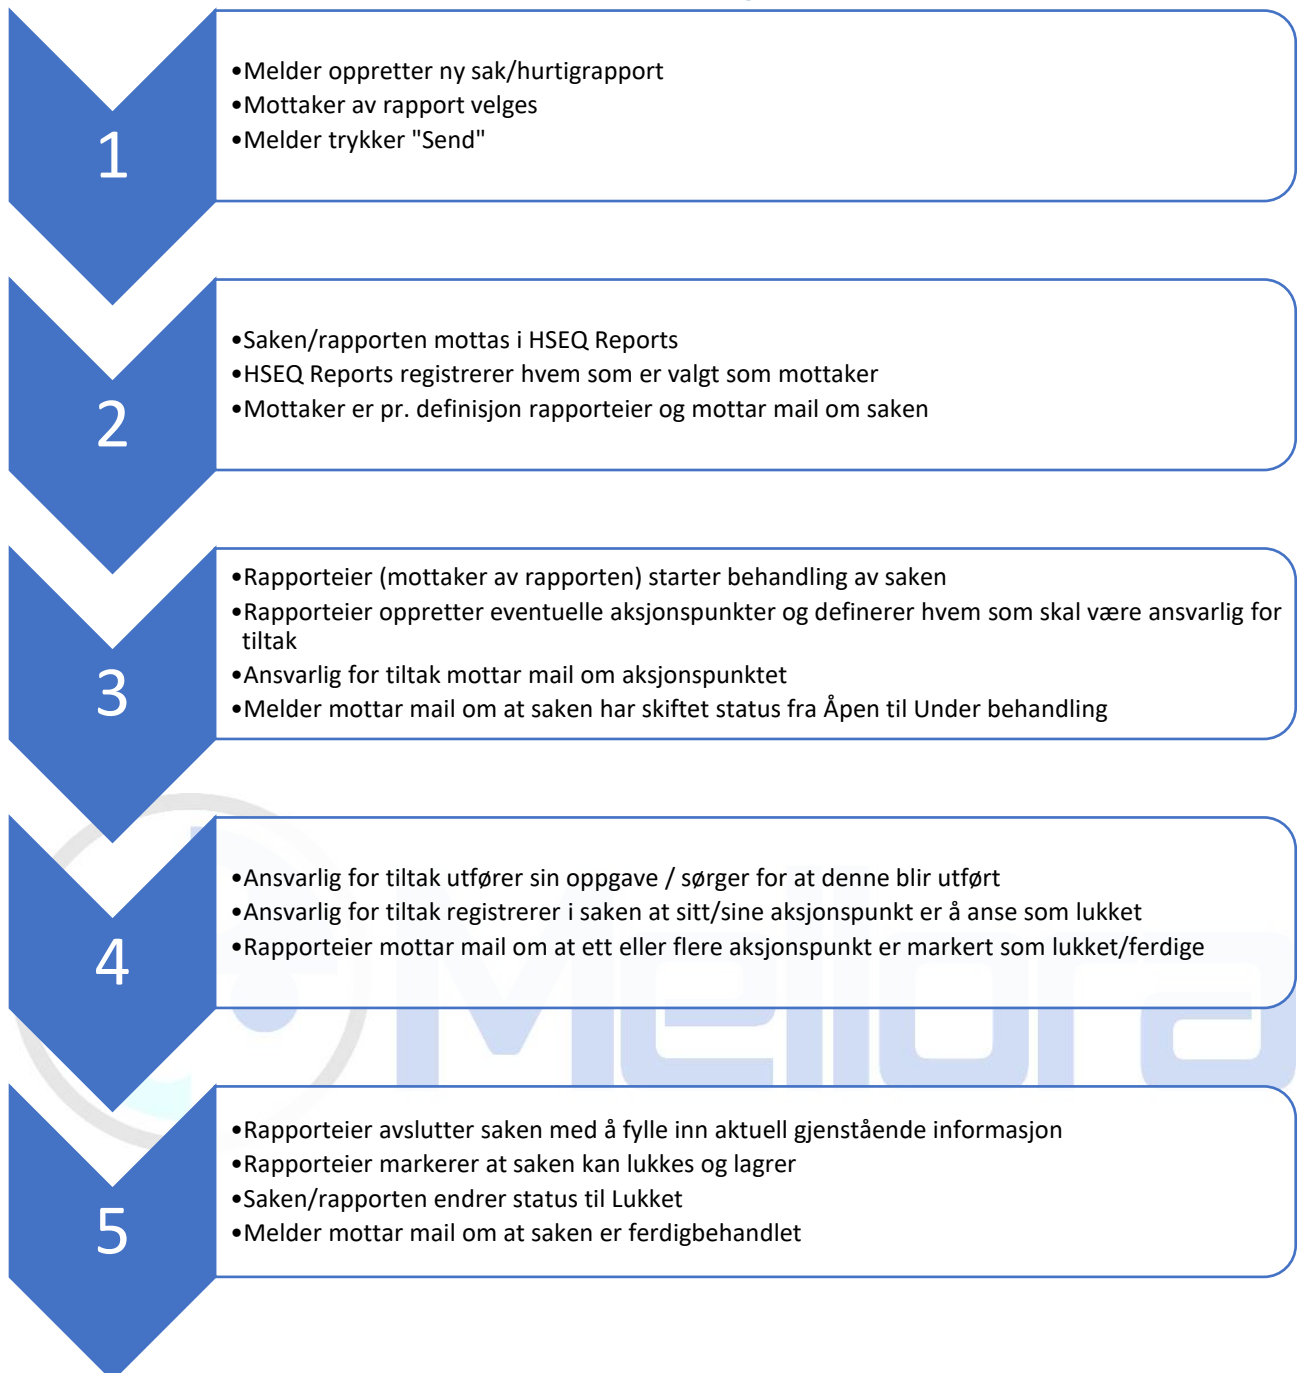 1
•Melder oppretter ny sak/hurtigrapport
•Mottaker av rapport velges
•Melder trykker "Send"
2
•Saken/rapporten mottas i HSEQ Reports
•HSEQ Reports registrerer hvem som er valgt som mottaker
•Mottaker er pr. definisjon rapporteier og mottar mail om saken
3
•Rapporteier (mottaker av rapporten) starter behandling av saken
•Rapporteier oppretter eventuelle aksjonspunkter og definerer hvem som skal være ansvarlig for
tiltak
•Ansvarlig for tiltak mottar mail om aksjonspunktet
•Melder mottar mail om at saken har skiftet status fra Åpen til Under behandling
4
•Ansvarlig for tiltak utfører sin oppgave / sørger for at denne blir utført
•Ansvarlig for tiltak registrerer i saken at sitt/sine aksjonspunkt er å anse som lukket
•Rapporteier mottar mail om at ett eller flere aksjonspunkt er markert som lukket/ferdige
Meliora
5
•Rapporteier avslutter saken med å fylle inn aktuell gjenstående informasjon
•Rapporteier markerer at saken kan lukkes og lagrer
•Saken/rapporten endrer status til Lukket
•Melder mottar mail om at saken er ferdigbehandlet